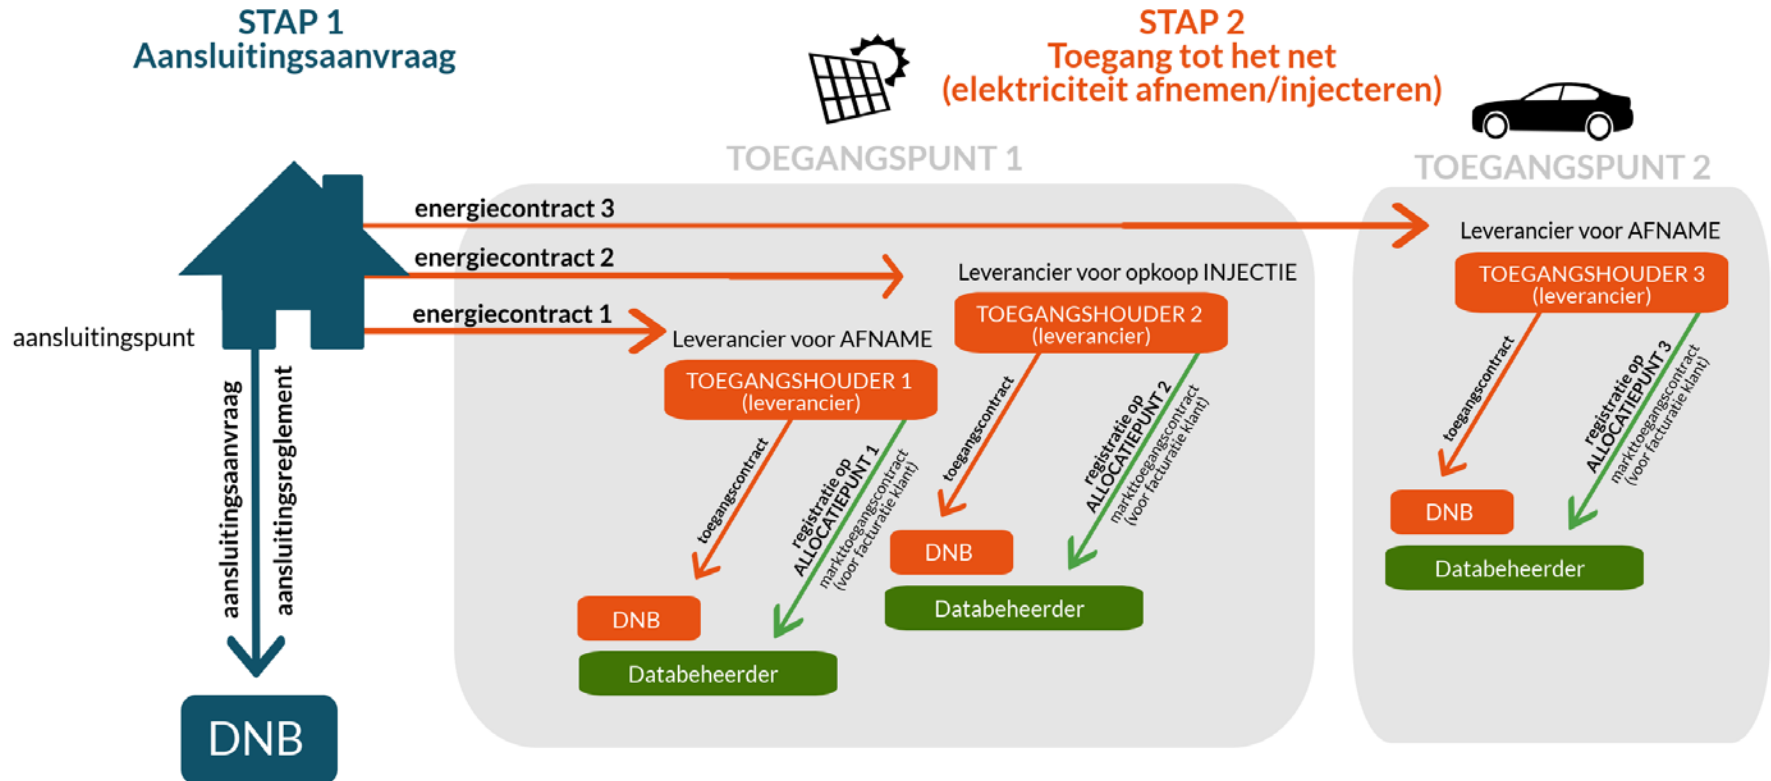 STAP 1
Aansluitingsaanvraag
STAP 2
Toegang tot het net
(elektriciteit afnemen/injecteren)
TOEGANGSPUNT 1
TOEGANGSPUNT 2
energiecontract 3
energiecontract 2
energiecontract 1
aansluitingspunt
aansluitingsaanvraag
aansluitingsreglement
DNB
Leverancier voor AFNAME
TOEGANGSHOUDER 1
(leverancier)
toegangscontract
registratie op
ALLOCATIEPUNT 1
markttoegangscontract
(voor facturatie klant)
DNB
Databeheerder
Leverancier voor opkoop INJECTIE
TOEGANGSHOUDER 2
(leverancier)
toegangscontract
registratie op
ALLOCATIEPUNT 2
markttoegangscontract
(voor facturatie klant)
DNB
Databeheerder
Leverancier voor AFNAME
TOEGANGSHOUDER 3
(leverancier)
toegangscontract
registratie op
ALLOCATIEPUNT 3
markttoegangscontract
(voor facturatie klant)
DNB
Databeheerder